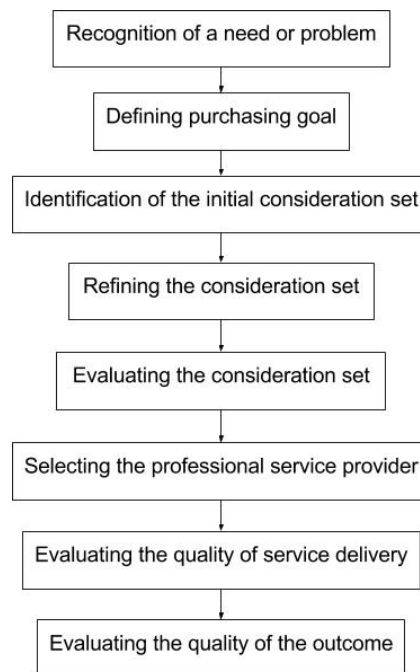 Recognition of a need or problem
Defining purchasing goal
Identification of the initial consideration set
Refining the consideration set
Evaluating the consideration set
Selecting the professional service provider
Evaluating the quality of service delivery
Evaluating the quality of the outcome